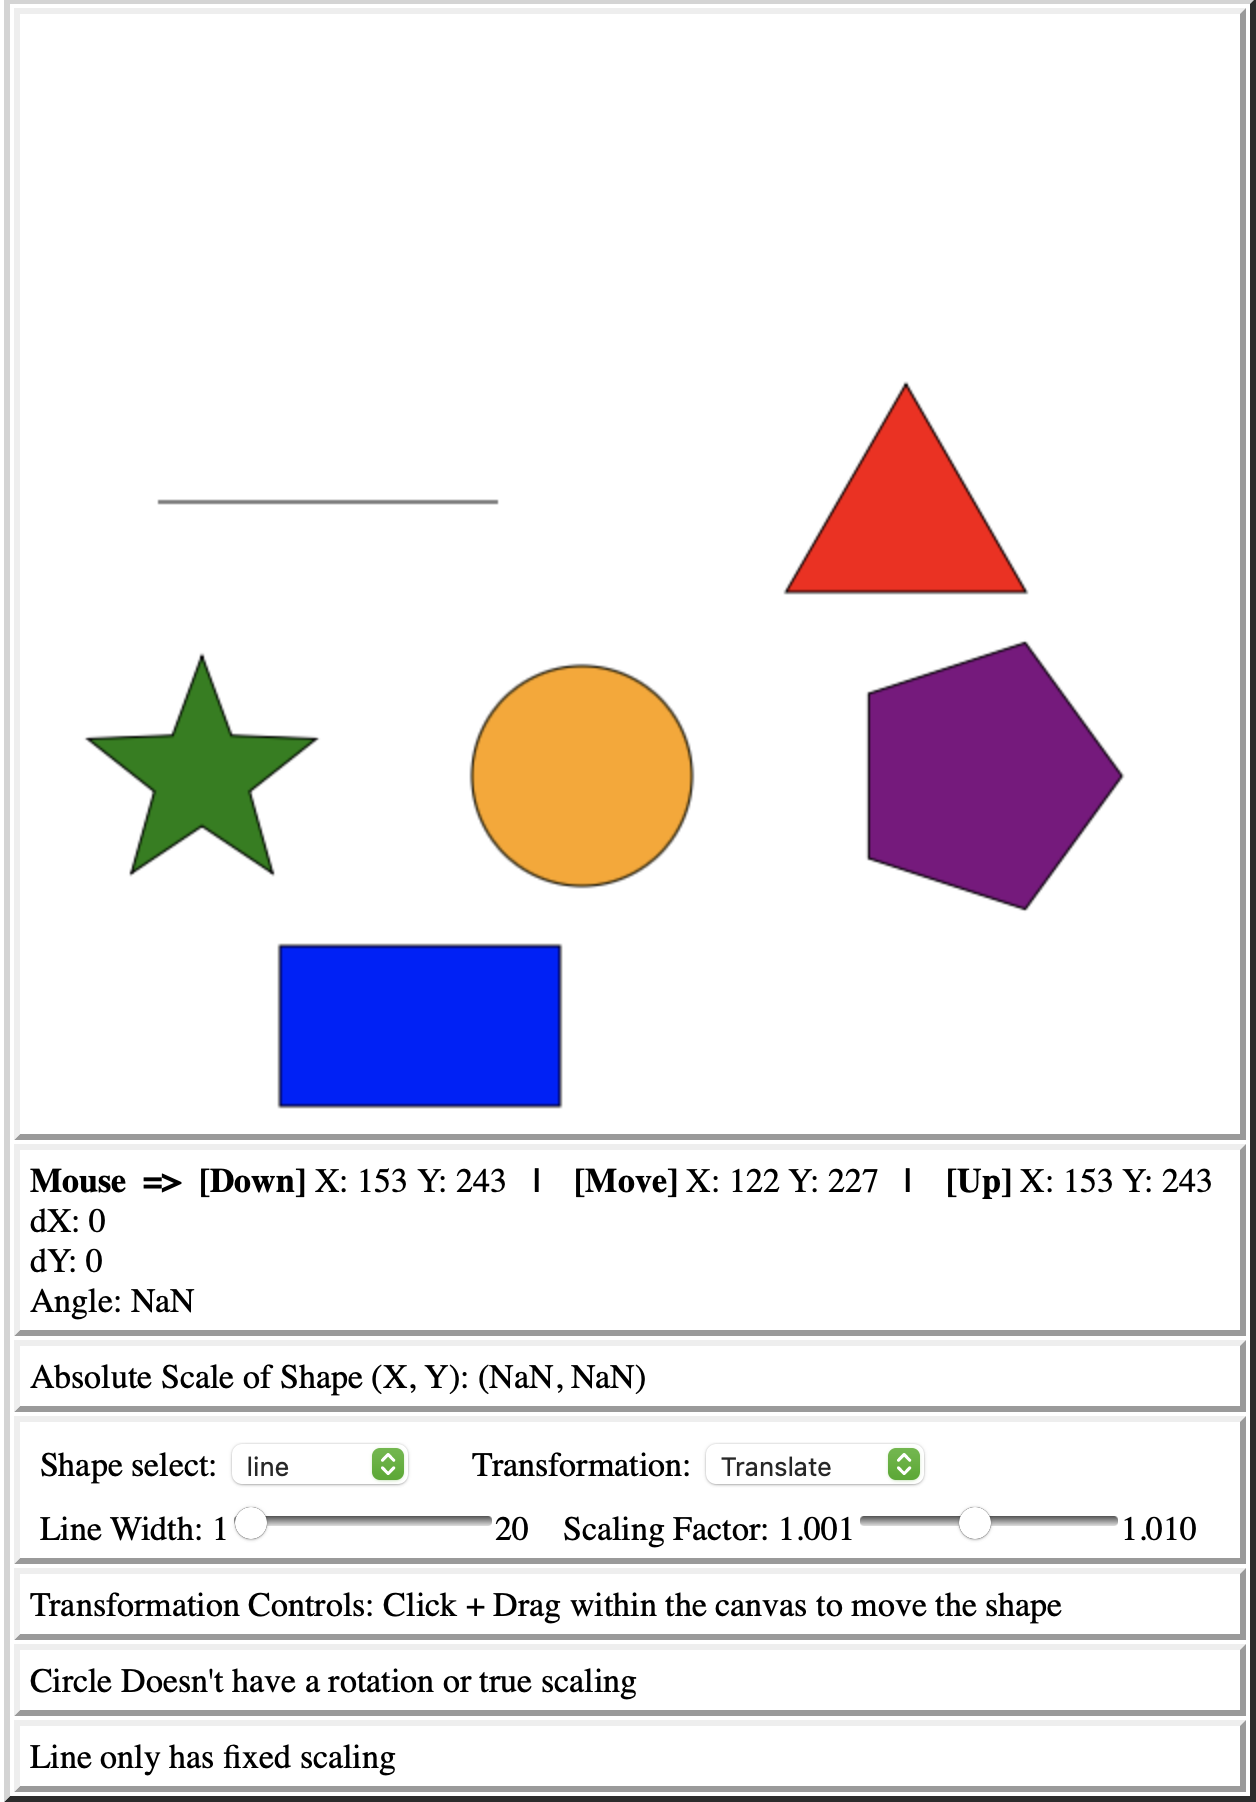 Mouse => [Down] X: 153 Y: 243 | [Move] X: 122 Y: 227 | [Up] X: 153 Y: 243
dX: 0
dY: 0
Angle: NaN
Absolute Scale of Shape (X, Y): (NaN, NaN)
Shape select: line Transformation: Translate
Line Width: 1 20 Scaling Factor: 1.001 1.010
Transformation Controls: Click + Drag within the canvas to move the shape
Circle Doesn't have a rotation or true scaling
Line only has fixed scaling